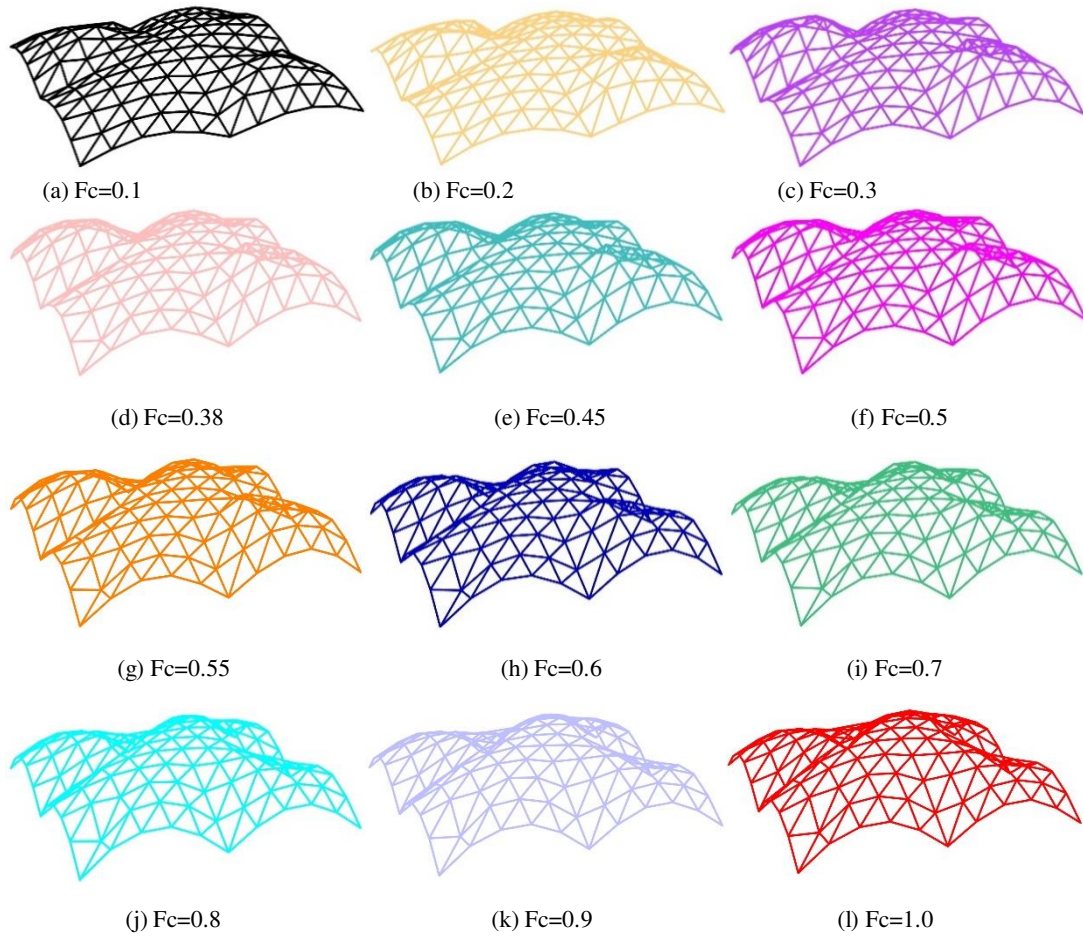 (a) Fc=0.1
(b) Fc=0.2
(c) Fc=0.3
(d) Fc=0.38
(e) Fc=0.45
(f) Fc=0.5
(g) Fc=0.55
(h) Fc=0.6
(i) Fc=0.7
(j) Fc=0.8
(k) Fc=0.9
(l) Fc=1.0